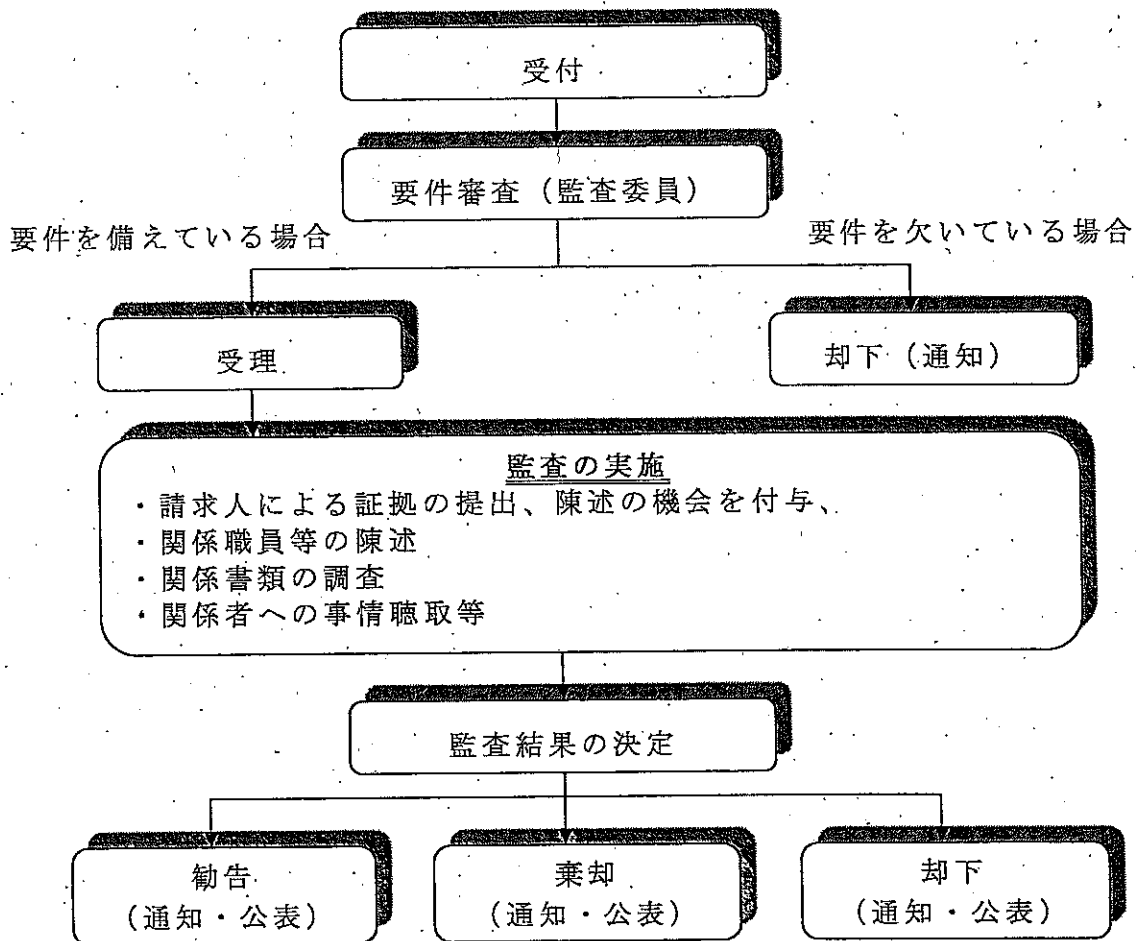 受付
要件審査（監査委員）
要件を備えている場合
要件を欠いている場合
受理
却下（通知）
監査の実施
・請求人による証拠の提出、陳述の機会を付与、
・関係職員等の陳述
・関係書類の調査
・関係者への事情聴取等
監査結果の決定
勧告
（通知・公表）
棄却
（通知・公表）
却下
（通知・公表）